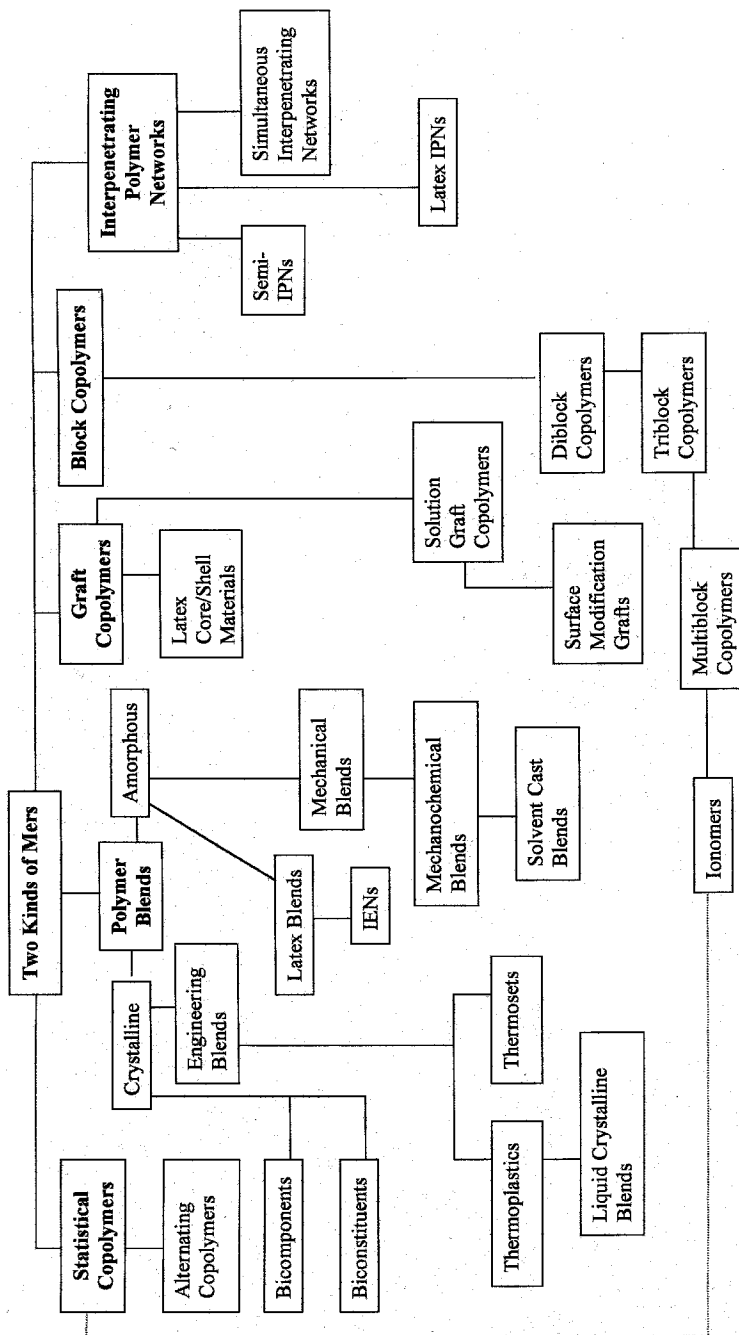 Two Kinds of Mers
Statistical
Copolymers
Polymer
Blends
Graft
Copolymers
Block Copolymers
Interpenetrating
Polymer
Networks
Crystalline
Amorphous
Alternating
Copolymers
Engineering
Blends
Latex
Core/Shell
Materials
Semi-
IPNs
Simultaneous
Interpenetrating
Networks
Bicomponents
Latex Blends
Mechanical
Blends
Biconstituents
IENs
Mechanochemical
Blends
Solution
Graft
Copolymers
Latex IPNs
Thermoplastics
Thermosets
Solvent Cast
Blends
Surface
Modification
Grafts
Diblock
Copolymers
Liquid Crystalline
Blends
Triblock
Copolymers
Ionomers
Multiblock
Copolymers